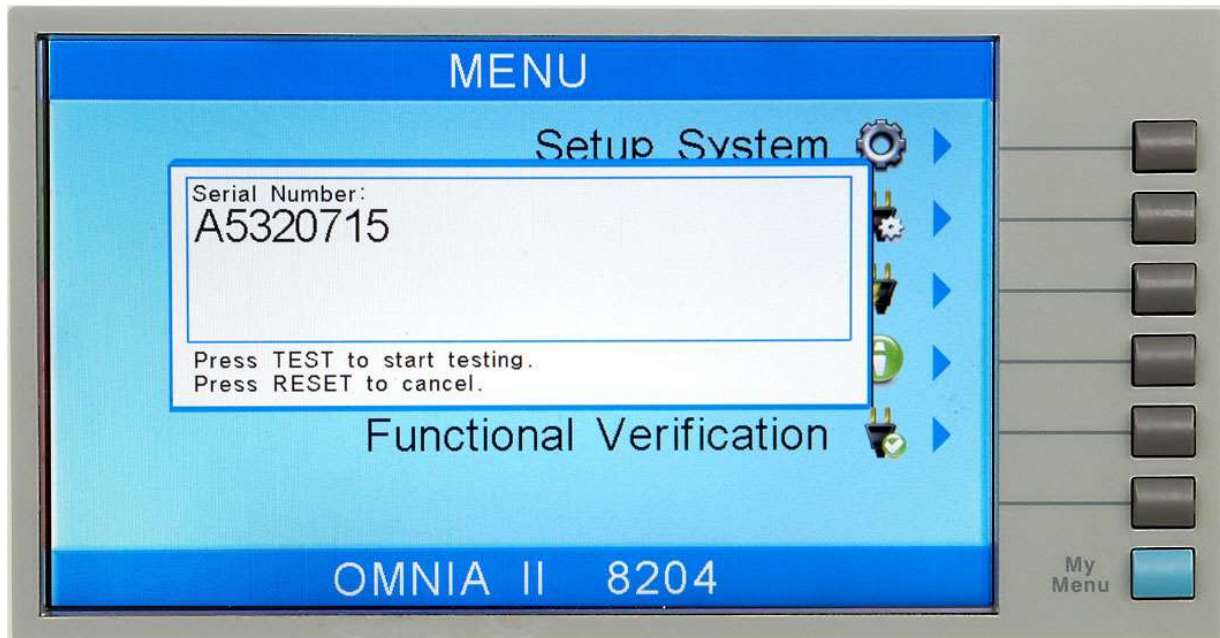 MENU
Setup System
Serial Number:
A5320715
Press TEST to start testing.
Press RESET to cancel.
Functional Verification
OMNIA II 8204
My
Menu